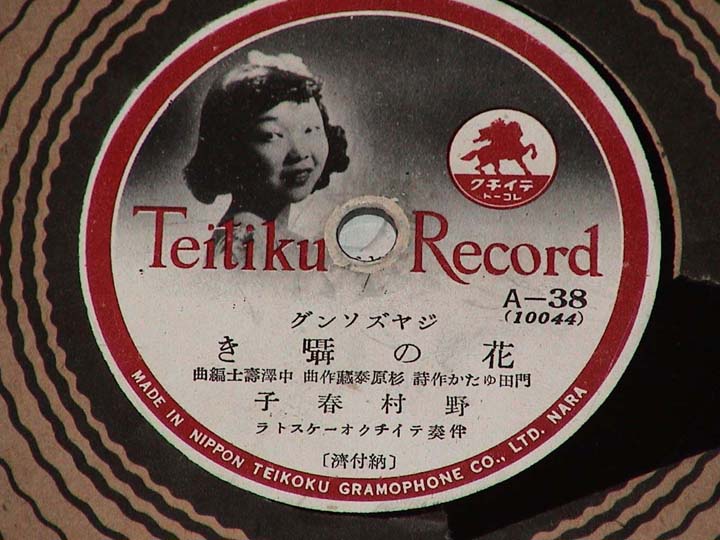 テイチク
レコード
Teitiku Record
A-38
(10044)
ジヤズソング
花の囁き
門田ゆたか作詩 杉原泰藏作曲 中澤壽士編曲
野村春子
伴奏テイチクオーケストラ
〔納付濟〕
MADE IN NIPPON TEIKOKU GRAMOPHONE CO., LTD. NARA